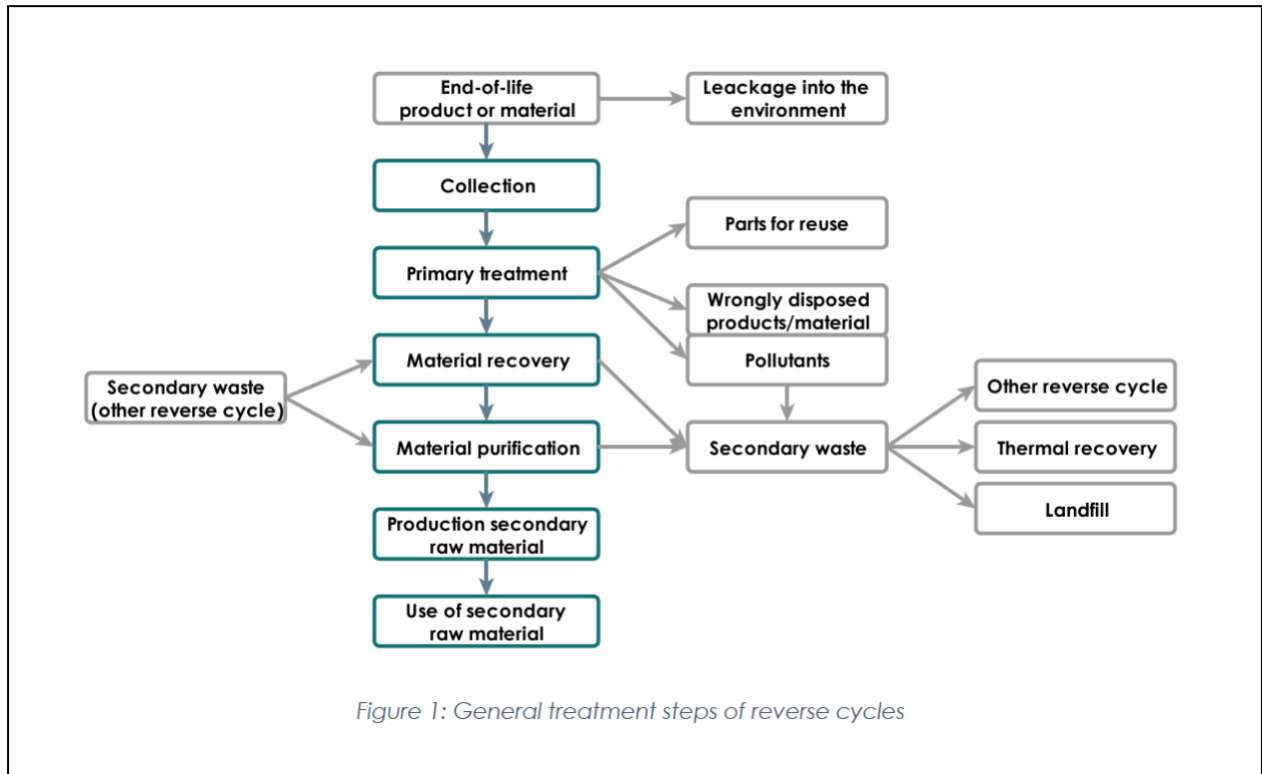 End-of-life
product or material
Leackage into the
environment
Collection
Parts for reuse
Primary treatment
Wrongly disposed
products/material
Material recovery
Pollutants
Secondary waste
(other reverse cycle)
Other reverse cycle
Material purification
Secondary waste
Thermal recovery
Landfill
Production secondary
raw material
Use of secondary
raw material
Figure 1: General treatment steps of reverse cycles